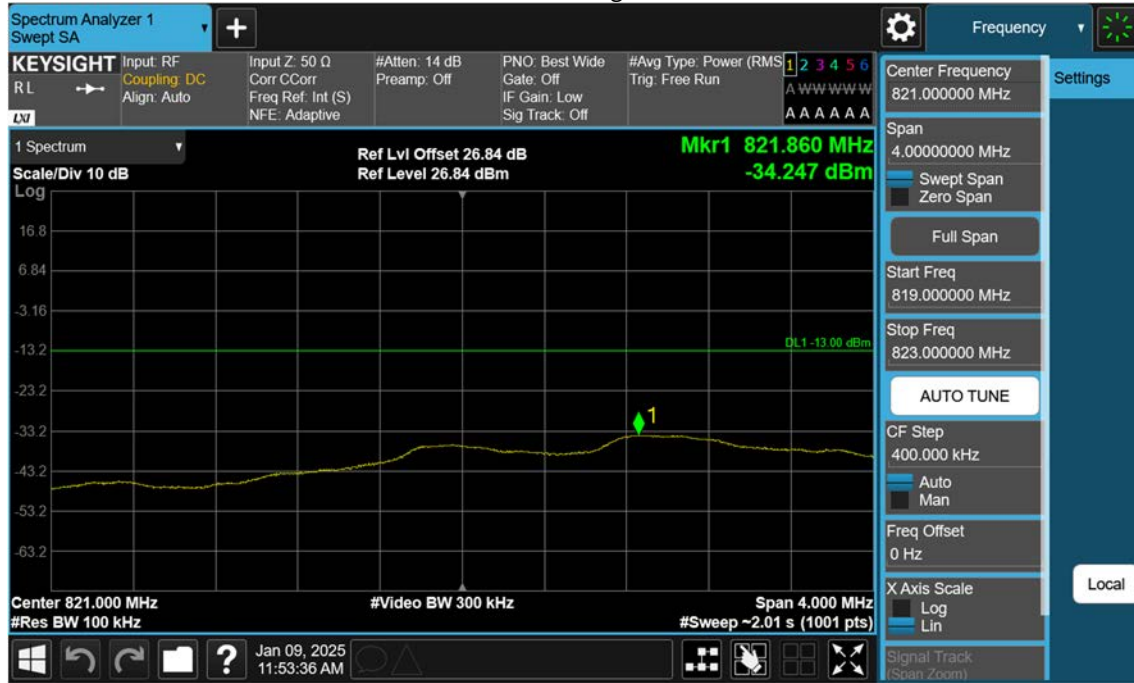 Spectrum Analyzer 1
Swept SA
Frequency
KEYSIGHT
RL
LXI
Input: RF
Coupling: DC
Align: Auto
Input Z: 50 Ω
Corr CCorr
Freq Ref: Int (S)
NFE: Adaptive
#Atten: 14 dB
Preamp: Off
PNO: Best Wide
Gate: Off
IF Gain: Low
Sig Track: Off
#Avg Type: Power (RMS
Trig: Free Run
1 2 3 4 5 6
A W W W W W
A A A A A A
1 Spectrum
Scale/Div 10 dB
Ref Lvl Offset 26.84 dB
Ref Level 26.84 dBm
Mkr1 821.860 MHz
-34.247 dBm
Log
16.8
6.84
-3.16
-13.2
DL1 -13.00 dBm
-23.2
1
-33.2
-43.2
-53.2
-63.2
Center 821.000 MHz
#Video BW 300 kHz
Span 4.000 MHz
#Res BW 100 kHz
#Sweep ~2.01 s (1001 pts)
Jan 09, 2025
11:53:36 AM
?
Center Frequency
821.000000 MHz
Settings
Span
4.00000000 MHz
Swept Span
Zero Span
Full Span
Start Freq
819.000000 MHz
Stop Freq
823.000000 MHz
AUTO TUNE
CF Step
400.000 kHz
Auto
Man
Freq Offset
0 Hz
X Axis Scale
Log
Lin
Local
Signal Track
(Span Zoom)